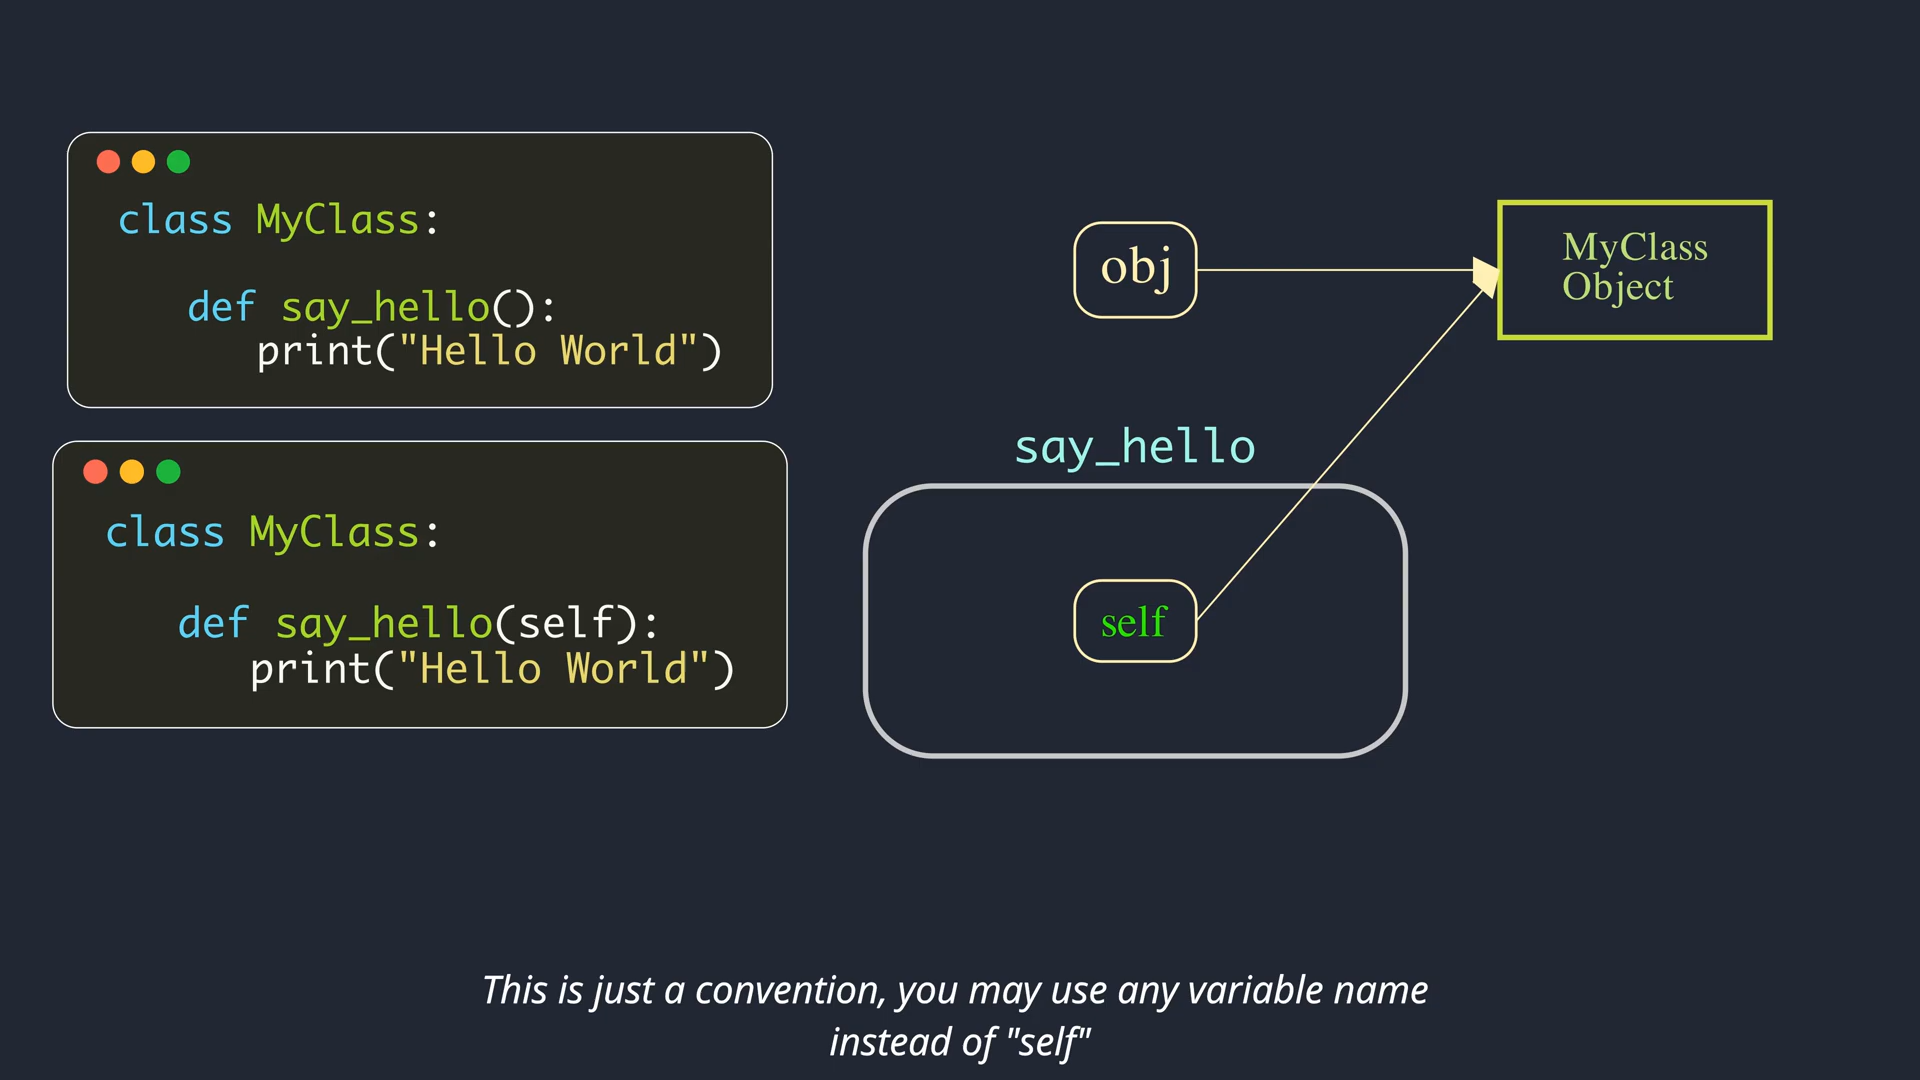 class MyClass:
def say_hello():
print("Hello World")
class MyClass:
def say_hello(self):
print("Hello World")
obj
MyClass
Object
say_hello
self
This is just a convention, you may use any variable name
instead of "self"